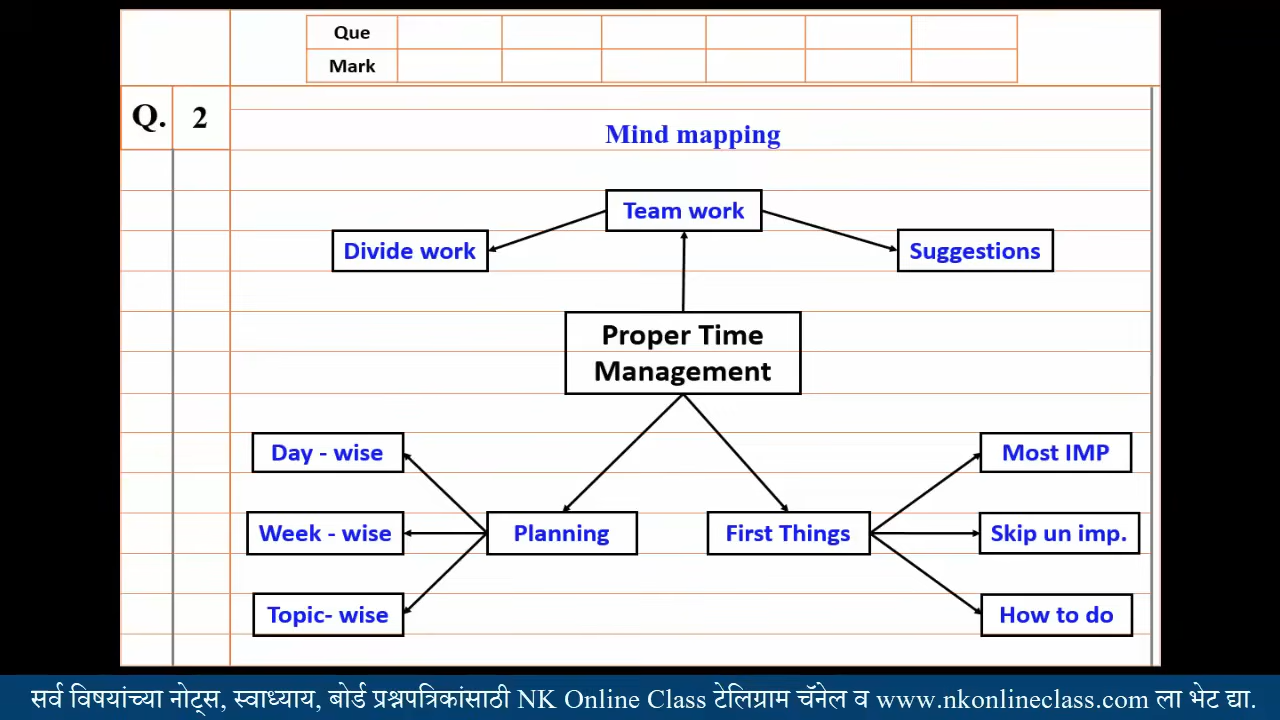 Que
Mark
Q. 2
Mind mapping
Team work
Divide work
Suggestions
Proper Time
Management
Day - wise
Most IMP
Week - wise
Planning
First Things
Skip un imp.
Topic- wise
How to do
सर्व विषयांच्या नोट्स, स्वाध्याय, बोर्ड प्रश्नपत्रिकांसाठी NK Online Class टेलिग्राम चॅनेल व www.nkonlineclass.com ला भेट द्या.